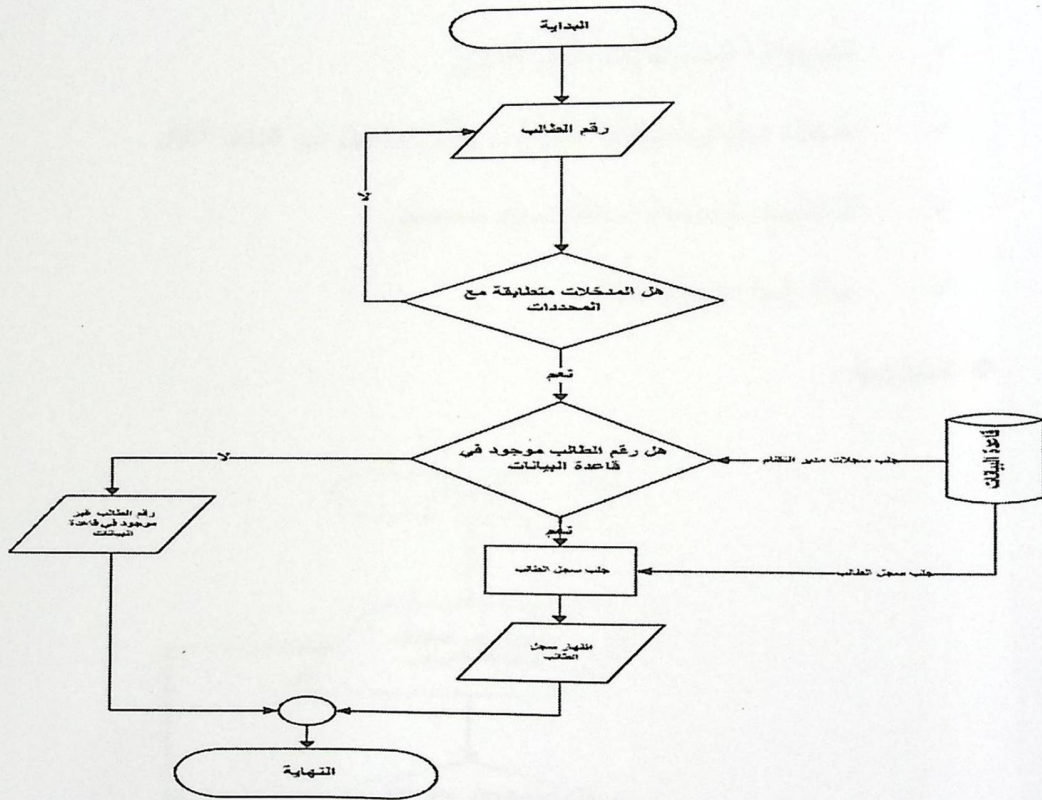 البداية
رقم الطالب
لا
هل المدخلات متطابقة مع
المحددات
نعم
هل رقم الطالب موجود في
قاعدة البيانات
جلب سجلات مدير النظام
قاعدة البيانات
لا
رقم الطالب غير
موجود في قاعدة
البيانات
نعم
جلب سجل الطالب
جلب سجل الطالب
اظهار سجل
الطالب
النهاية